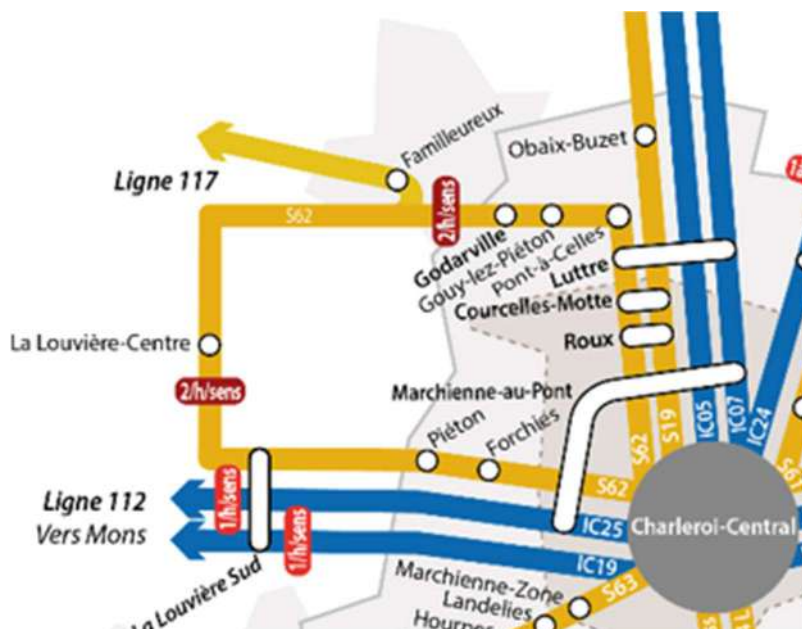 Familleureux
Obaix-Buzet
Ligne 117
S62
2/h/sens
Godarville
Gouy-lez-Piéton
Pont-à-Celles
Luttre
Courcelles-Motte
Roux
La Louvière-Centre
2/h/sens
Marchienne-au-Pont
Piéton
Forchies
S62
S19
IC05
IC07
IC24
S61
S62
Ligne 112
Vers Mons
1/h/sens
1/h/sens
IC25
Charleroi-Central
IC19
La Louvière Sud
Marchienne-Zone
Landelies
S63